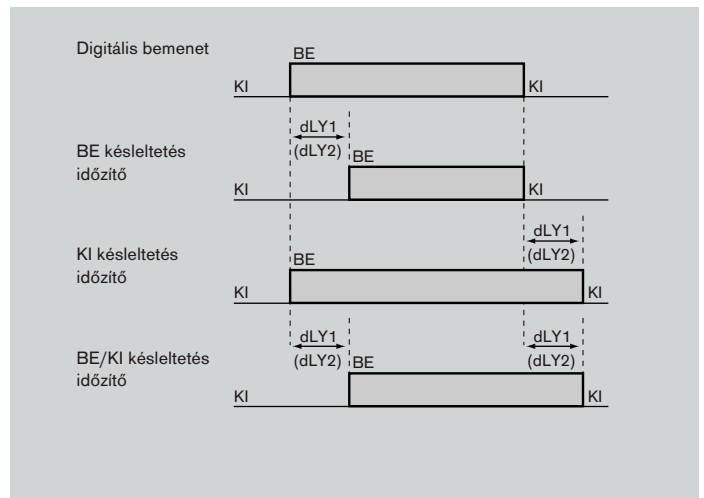 Digitális bemenet
BE
KI
KI
dLY1
(dLY2)
BE késleltetés
időzítő
BE
KI
KI
dLY1
(dLY2)
KI késleltetés
időzítő
BE
KI
KI
dLY1
(dLY2)
dLY1
(dLY2)
BE/KI késleltetés
időzítő
BE
KI
KI